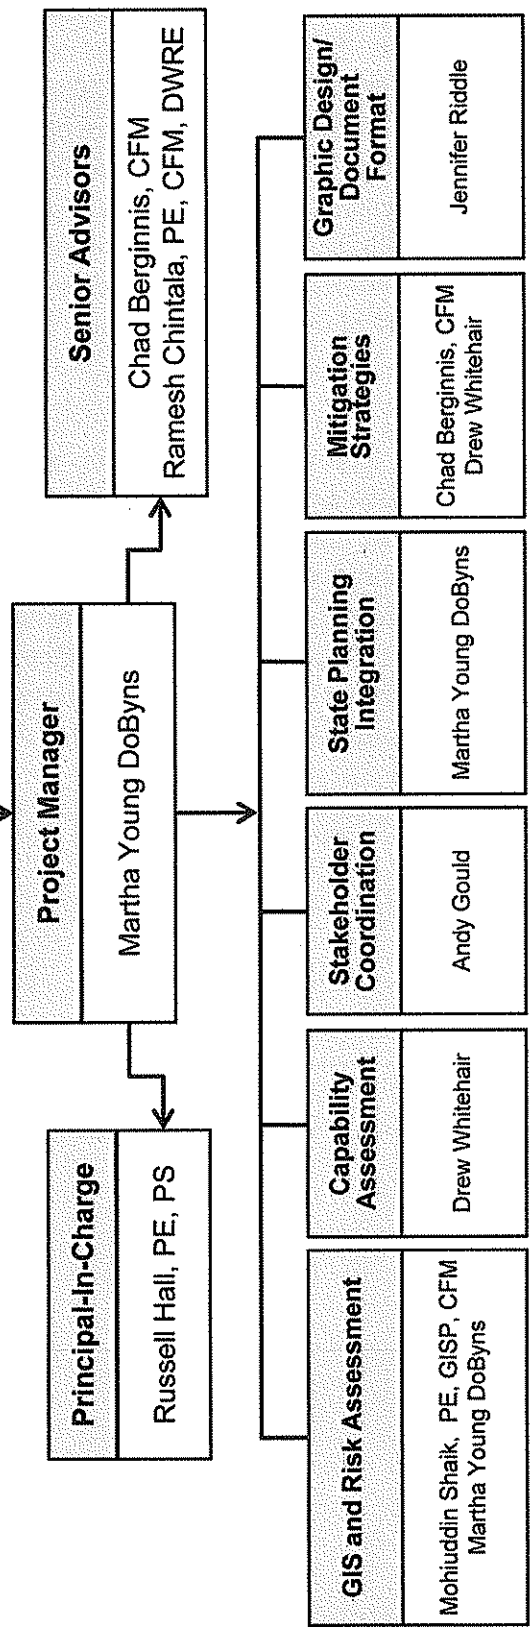 Project Manager
Martha Young DoByns
Principal-In-Charge
Russell Hall, PE, PS
Senior Advisors
Chad Berginnis, CFM
Ramesh Chintala, PE, CFM, DWRE
GIS and Risk Assessment
Mohiuddin Shaik, PE, GISP, CFM
Martha Young DoByns
Capability
Assessment
Drew Whitehair
Stakeholder
Coordination
Andy Gould
State Planning
Integration
Martha Young DoByns
Mitigation
Strategies
Chad Berginnis, CFM
Drew Whitehair
Graphic Design/
Document
Format
Jennifer Riddle